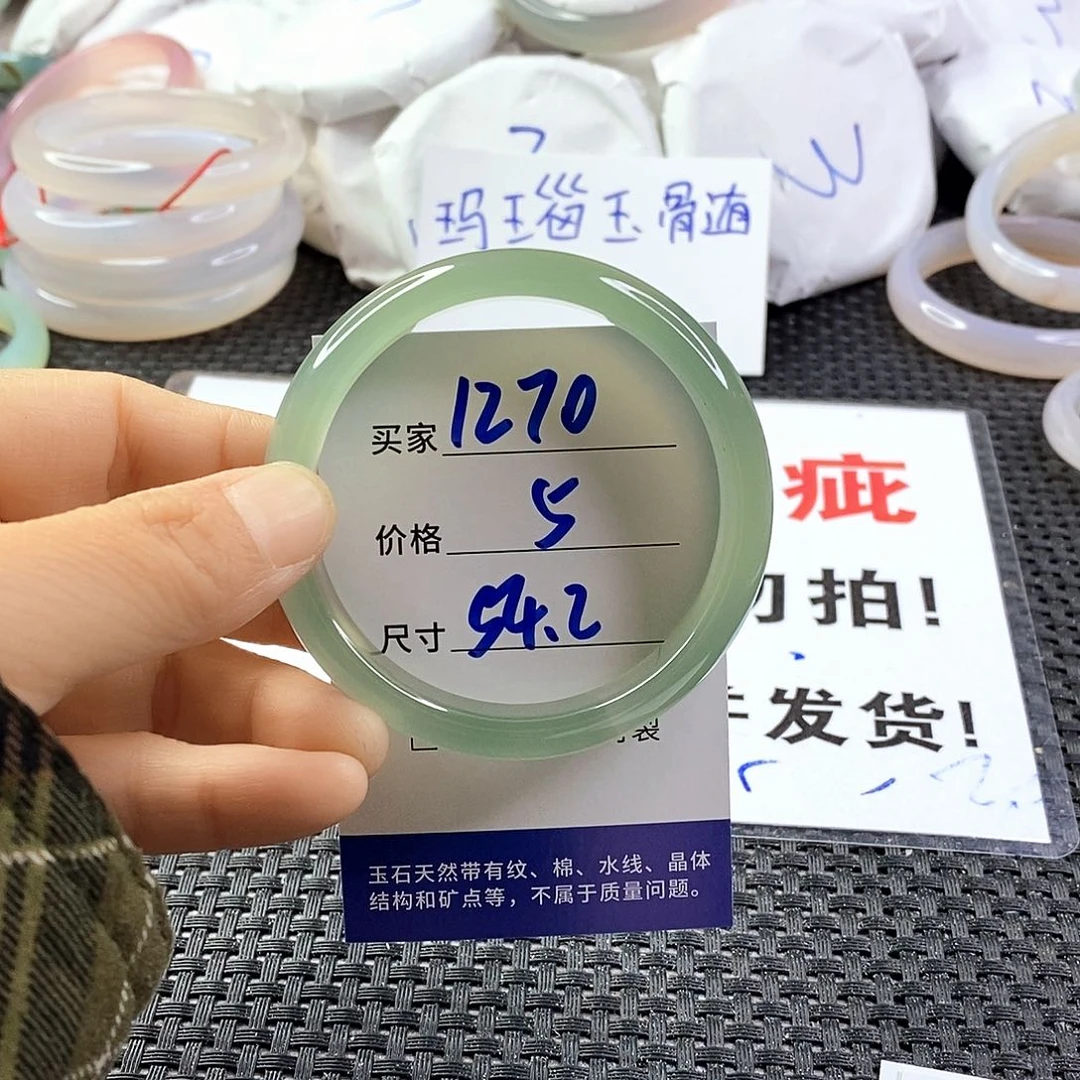 玛瑙玉骨髓
买家 1270
价格 5
尺寸 54.2
疵
勿拍!
发货!
玉石天然带有纹、棉、水线、晶体
结构和矿点等，不属于质量问题。